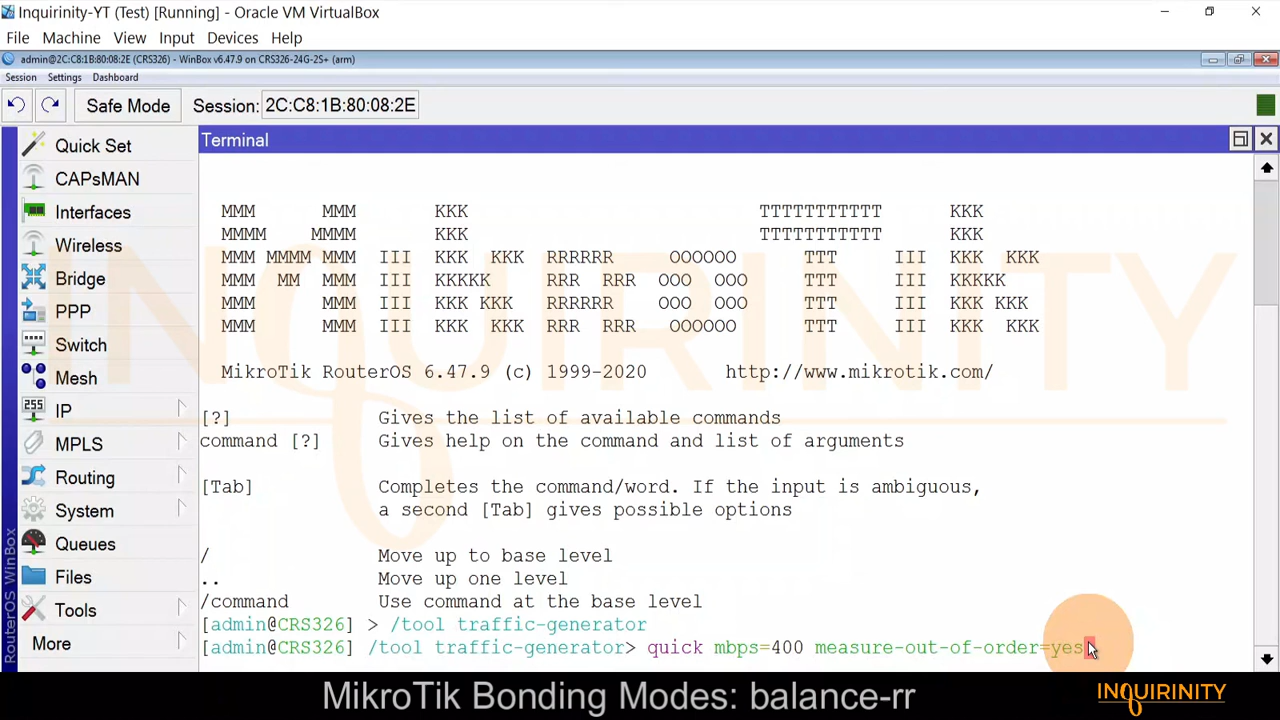 Inquirinity-YT (Test) [Running] - Oracle VM VirtualBox
File Machine View Input Devices Help
admin@2C:C8:1B:80:08:2E (CRS326) - WinBox v6.47.9 on CRS326-24G-2S+ (arm)
Session Settings Dashboard
Safe Mode Session: 2C:C8:1B:80:08:2E
Terminal
Quick Set
CAPsMAN
Interfaces
Wireless
Bridge
PPP
Switch
Mesh
255 IP
MPLS
Routing
System
Queues
Files
Tools
More
RouterOS WinBox
MMM MMM KKK TTTTTTTTTTT KKK
MMMM MMMM KKK TTTTTTTTTTT KKK
MMM MMMM MMM III KKK KKK RRRRRR OOOOOO TTT III KKK KKK
MMM MM MMM III KKKKK RRR RRR OOO OOO TTT III KKKKK
MMM MMM III KKK KKK RRRRRR OOO OOO TTT III KKK KKK
MMM MMM III KKK KKK RRR RRR OOOOOO TTT III KKK KKK
MikroTik RouterOS 6.47.9 (c) 1999-2020 http://www.mikrotik.com/
[?] Gives the list of available commands
command [?] Gives help on the command and list of arguments
[Tab] Completes the command/word. If the input is ambiguous,
a second [Tab] gives possible options
/ Move up to base level
.. Move up one level
/command Use command at the base level
[admin@CRS326] > /tool traffic-generator
[admin@CRS326] /tool traffic-generator> quick mbps=400 measure-out-of-order=yes
INQUIRINITY
MikroTik Bonding Modes: balance-rr
INQUIRINITY